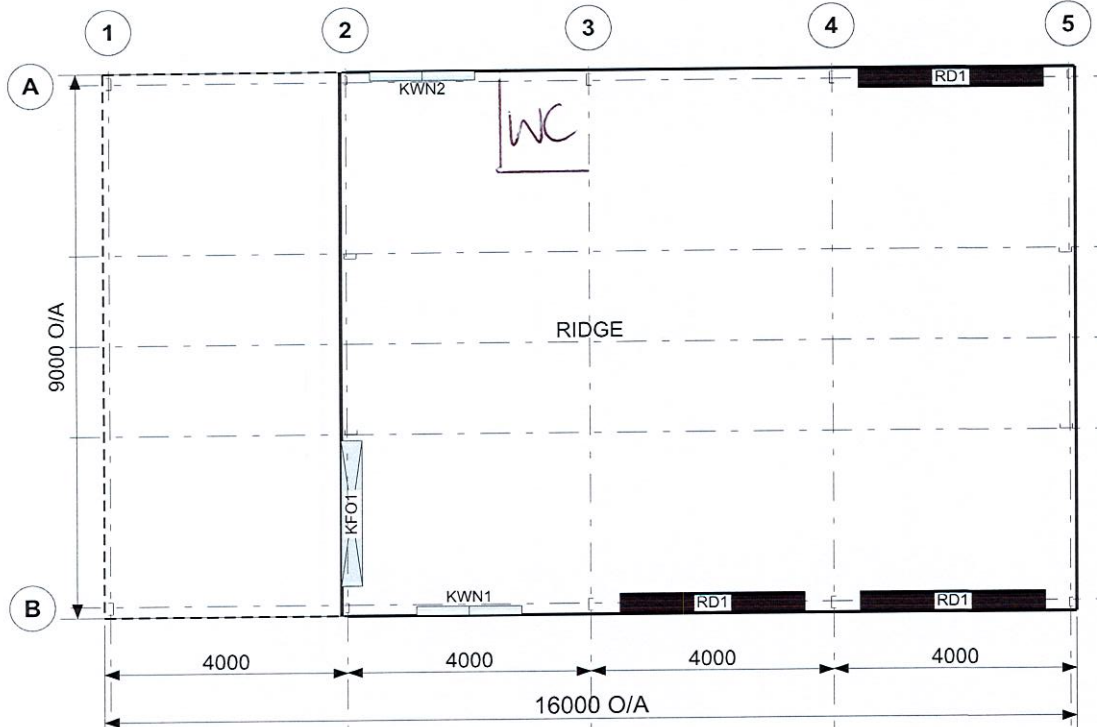 1
2
3
4
5
A
KWN2
RD1
WC
RIDGE
9000 O/A
KFO1
B
KWN1
RD1
RD1
4000
4000
4000
4000
16000 O/A